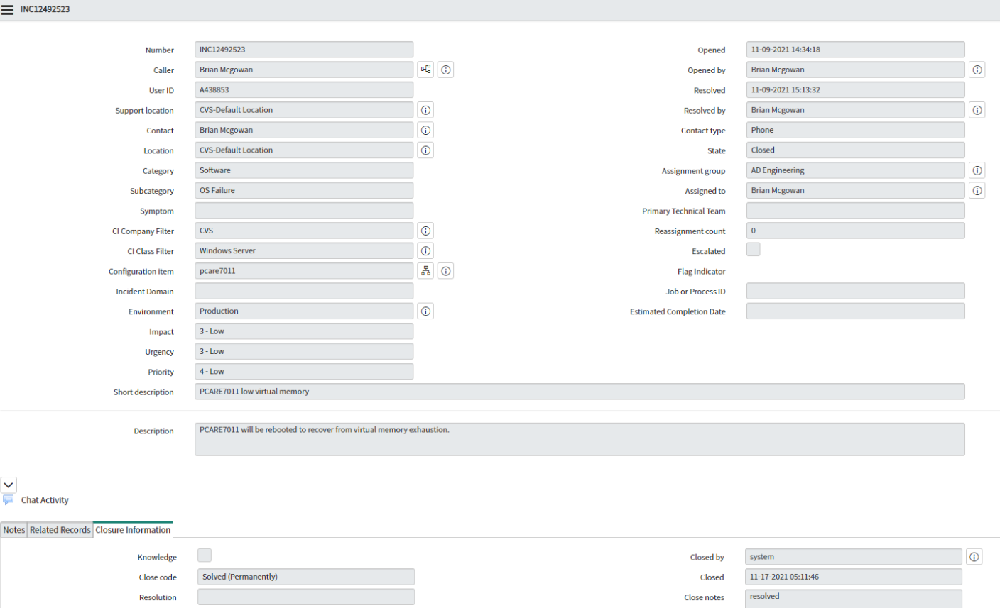 INC12492523
Number INC12492523
Caller Brian Mcgowan
User ID A438853
Support location CVS-Default Location
Contact Brian Mcgowan
Location CVS-Default Location
Category Software
Subcategory OS Failure
Symptom
CI Company Filter CVS
CI Class Filter Windows Server
Configuration item pcare7011
Incident Domain
Environment Production
Impact 3 - Low
Urgency 3 - Low
Priority 4 - Low
Opened 11-09-2021 14:34:18
Opened by Brian Mcgowan
Resolved 11-09-2021 15:13:32
Resolved by Brian Mcgowan
Contact type Phone
State Closed
Assignment group AD Engineering
Assigned to Brian Mcgowan
Primary Technical Team
Reassignment count 0
Escalated
Flag Indicator
Job or Process ID
Estimated Completion Date
Short description PCARE7011 low virtual memory
Description PCARE7011 will be rebooted to recover from virtual memory exhaustion.
Chat Activity
Notes Related Records Closure Information
Knowledge
Close code Solved (Permanently)
Resolution
Closed by system
Closed 11-17-2021 05:11:46
Close notes resolved